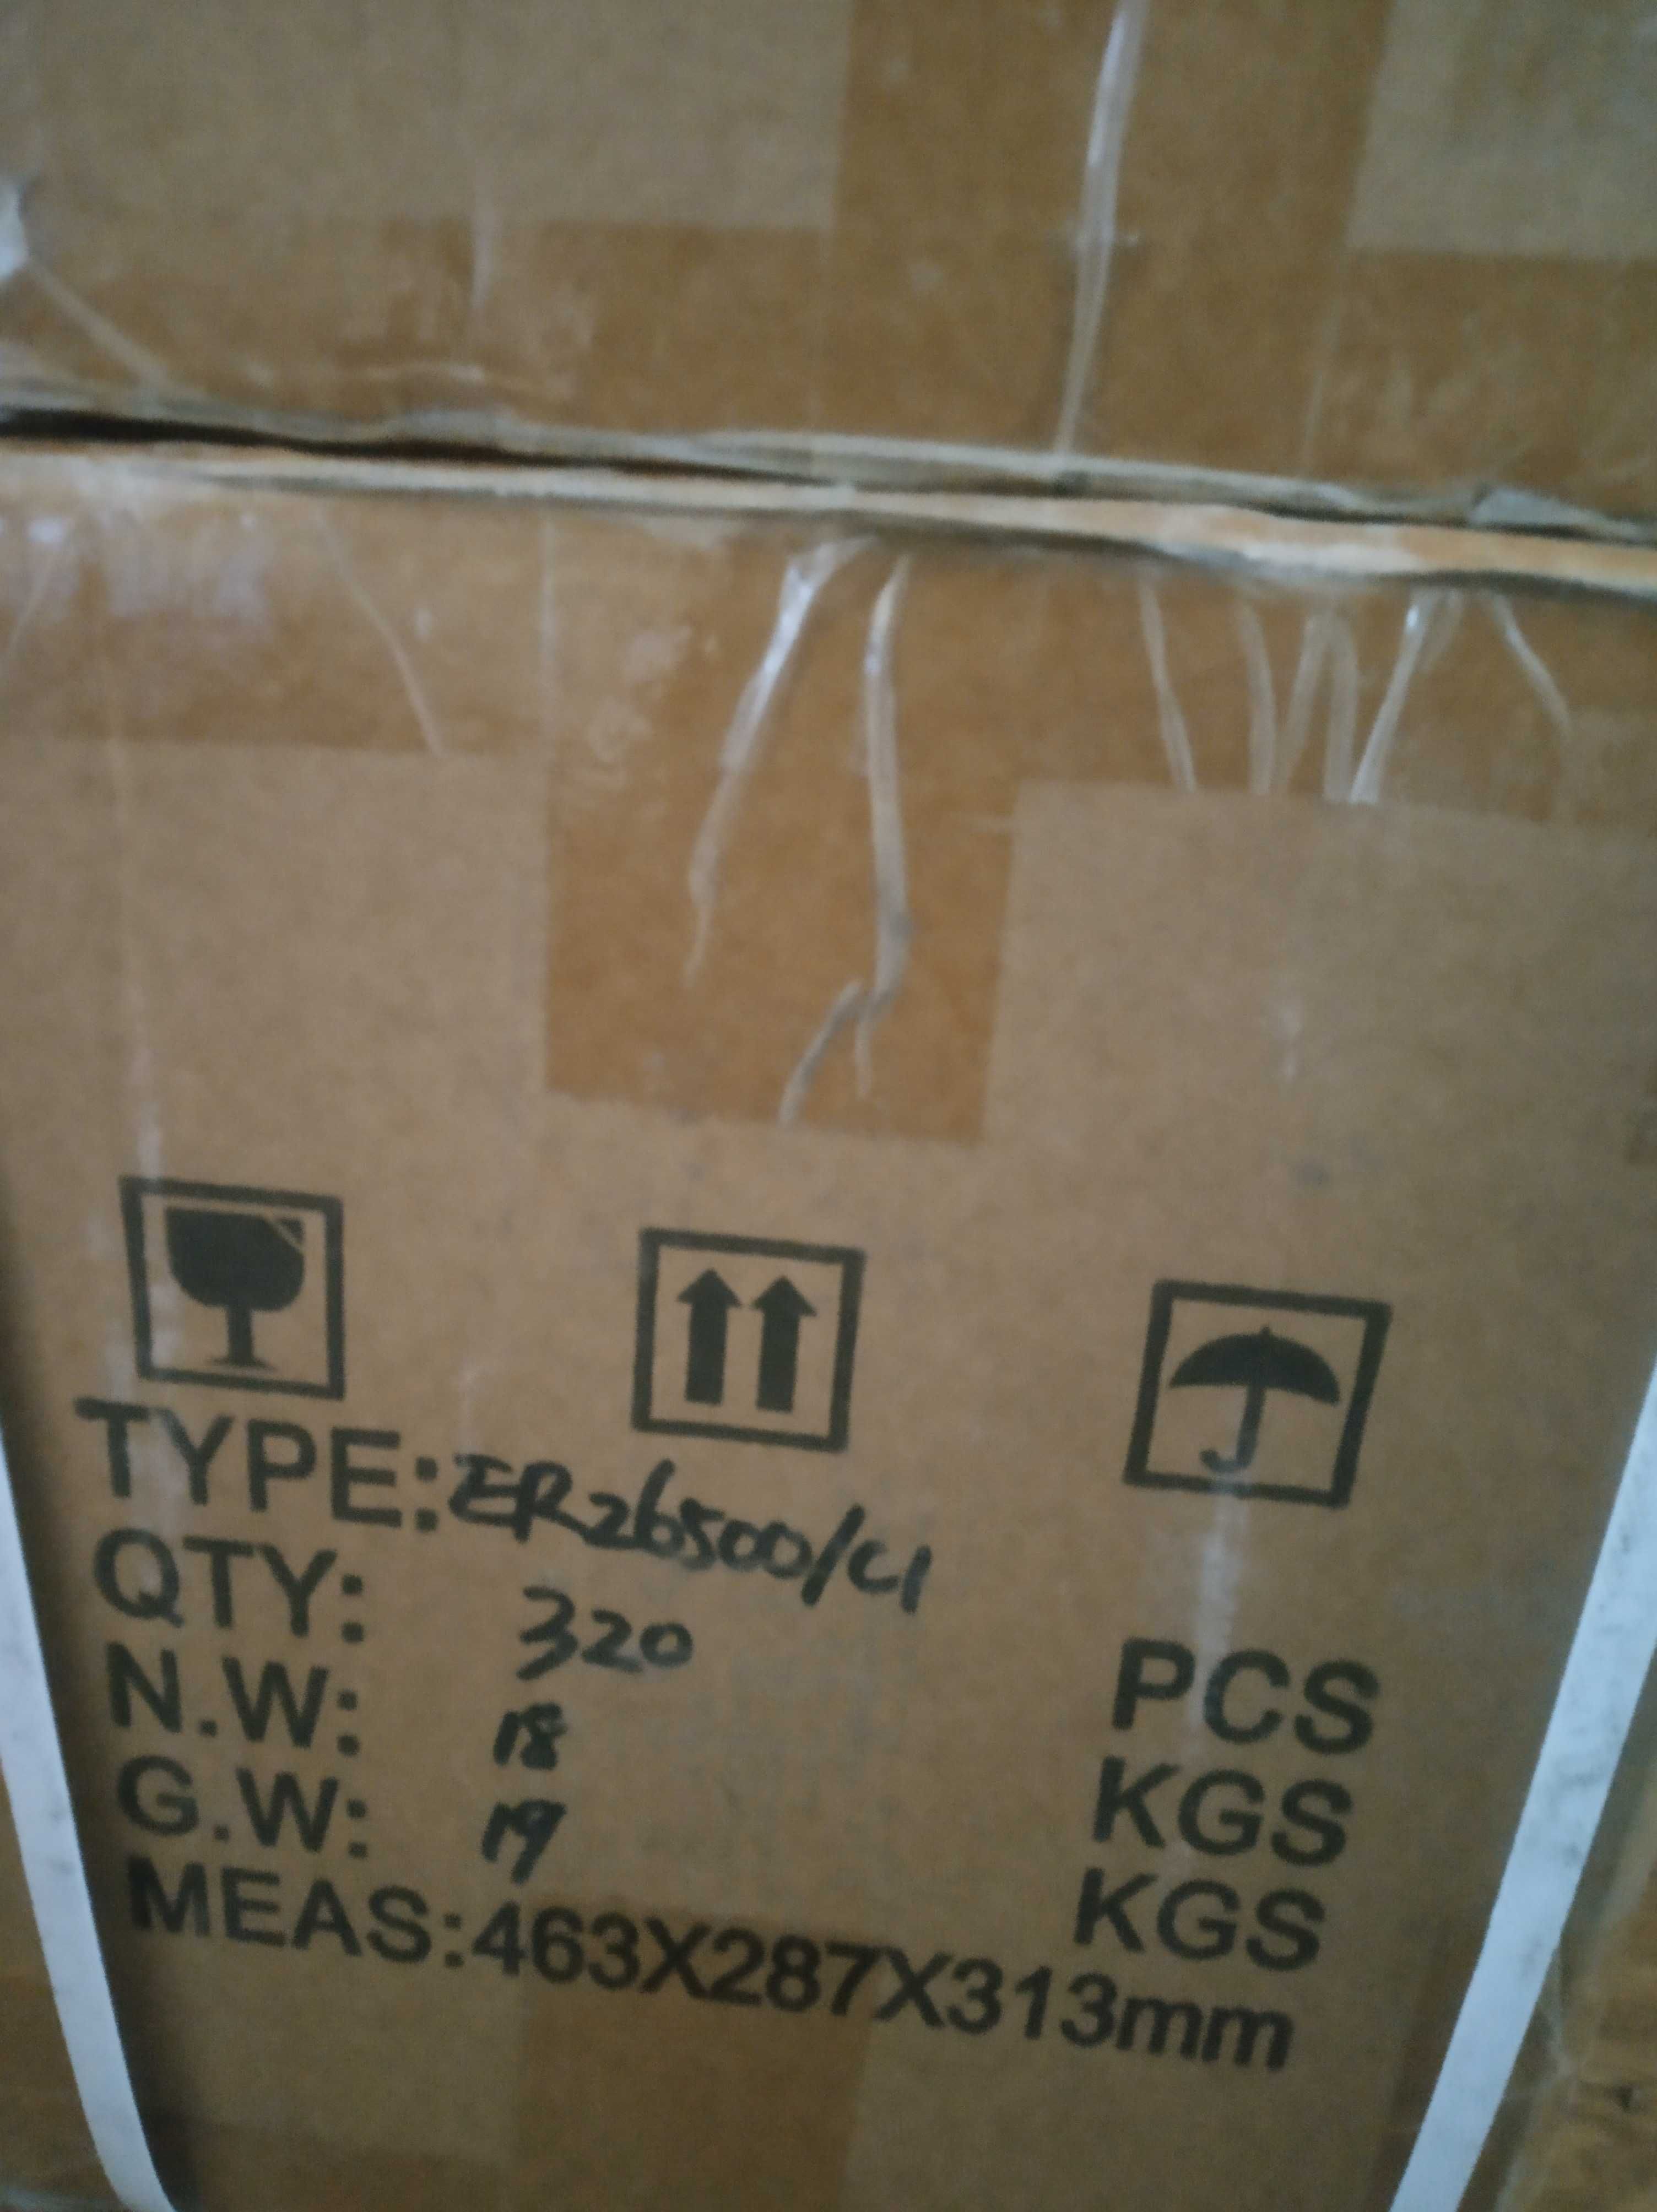 TYPE: ER26500/C1
QTY: 320 PCS
N.W: 18 KGS
G.W: 19 KGS
MEAS:463X287X313mm